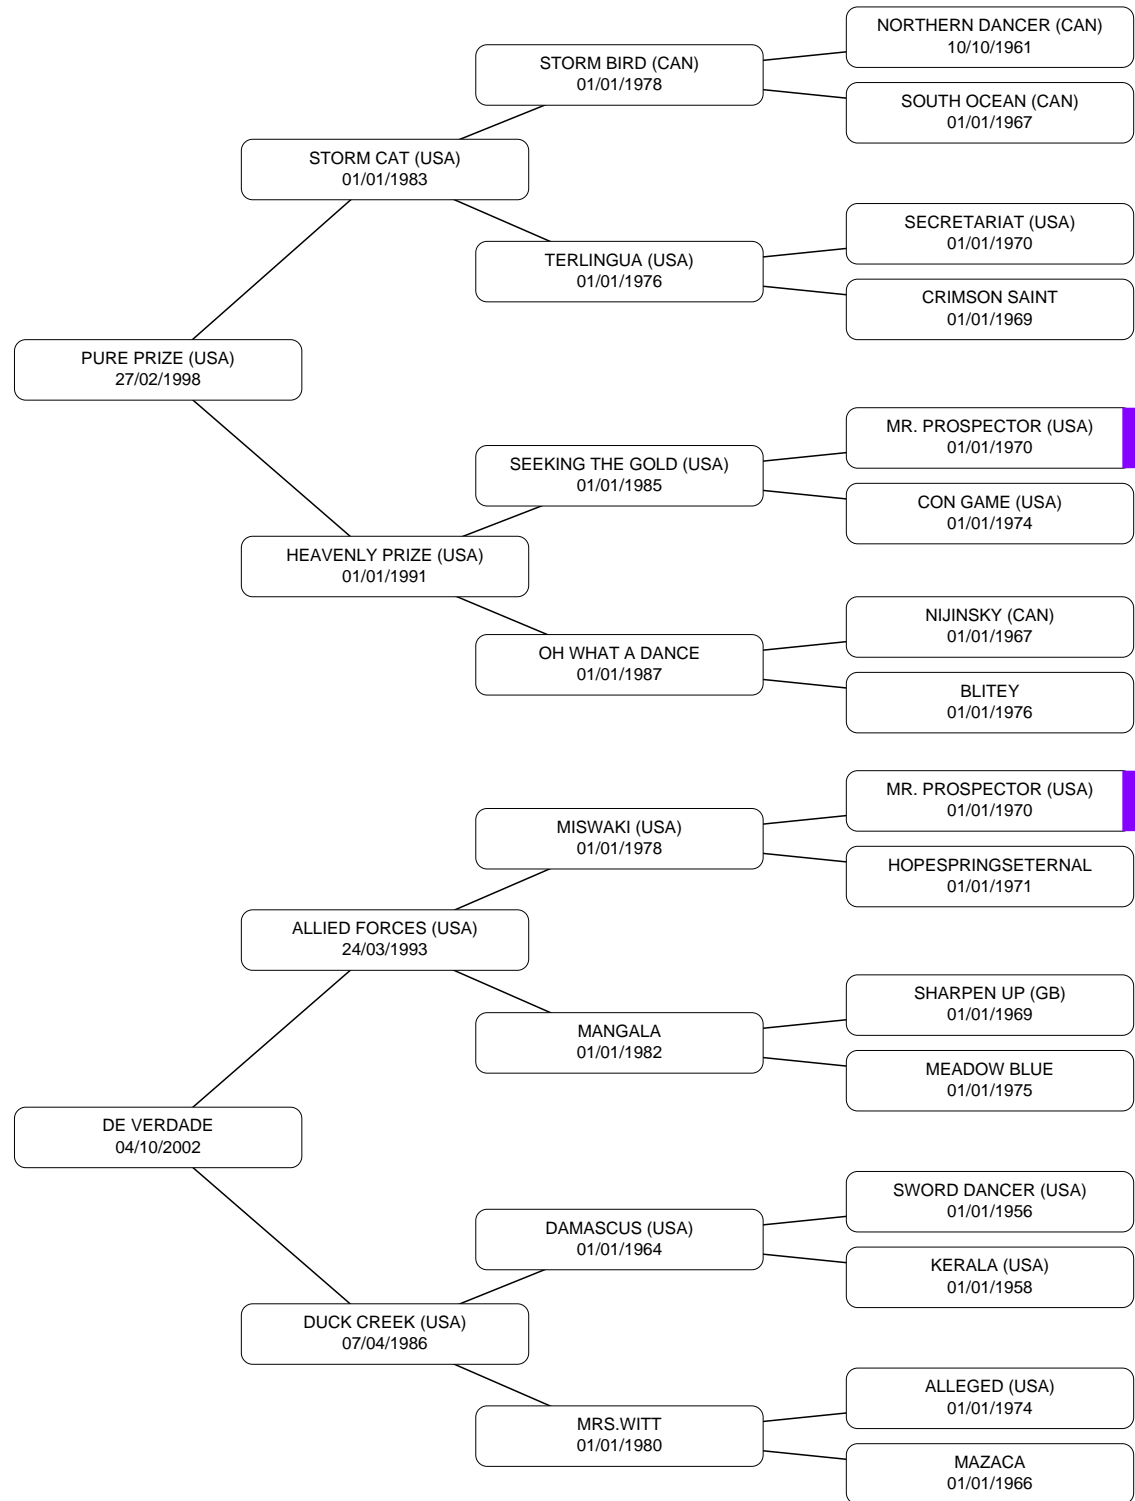 NORTHERN DANCER (CAN)
10/10/1961
STORM BIRD (CAN)
01/01/1978
SOUTH OCEAN (CAN)
01/01/1967
STORM CAT (USA)
01/01/1983
SECRETARIAT (USA)
01/01/1970
TERLINGUA (USA)
01/01/1976
CRIMSON SAINT
01/01/1969
PURE PRIZE (USA)
27/02/1998
MR. PROSPECTOR (USA)
01/01/1970
SEEKING THE GOLD (USA)
01/01/1985
CON GAME (USA)
01/01/1974
HEAVENLY PRIZE (USA)
01/01/1991
NIJINSKY (CAN)
01/01/1967
OH WHAT A DANCE
01/01/1987
BLITEY
01/01/1976
MR. PROSPECTOR (USA)
01/01/1970
MISWAKI (USA)
01/01/1978
HOPESPRINGSETERNAL
01/01/1971
ALLIED FORCES (USA)
24/03/1993
SHARPEN UP (GB)
01/01/1969
MANGALA
01/01/1982
MEADOW BLUE
01/01/1975
DE VERDADE
04/10/2002
SWORD DANCER (USA)
01/01/1956
DAMASCUS (USA)
01/01/1964
KERALA (USA)
01/01/1958
DUCK CREEK (USA)
07/04/1986
ALLEGED (USA)
01/01/1974
MRS.WITT
01/01/1980
MAZACA
01/01/1966